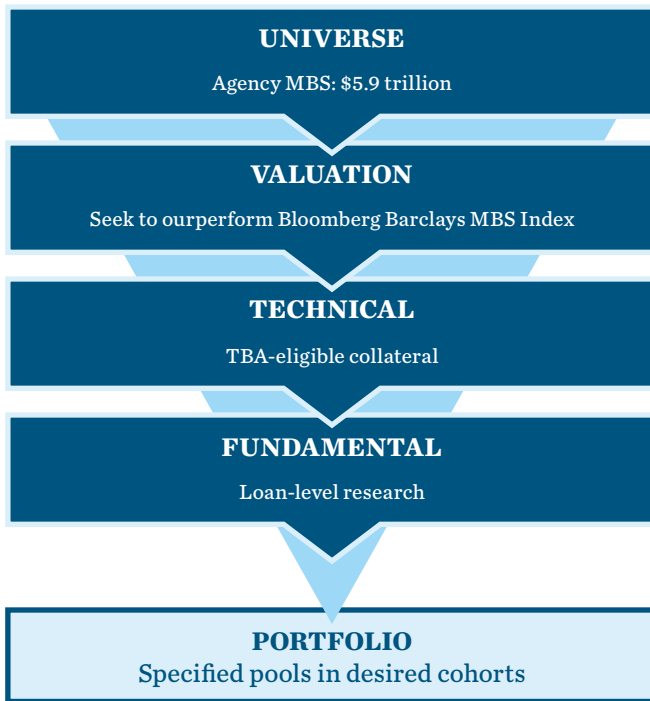 UNIVERSE
Agency MBS: $5.9 trillion
VALUATION
Seek to ourperform Bloomberg Barclays MBS Index
TECHNICAL
TBA-eligible collateral
FUNDAMENTAL
Loan-level research
PORTFOLIO
Specified pools in desired cohorts